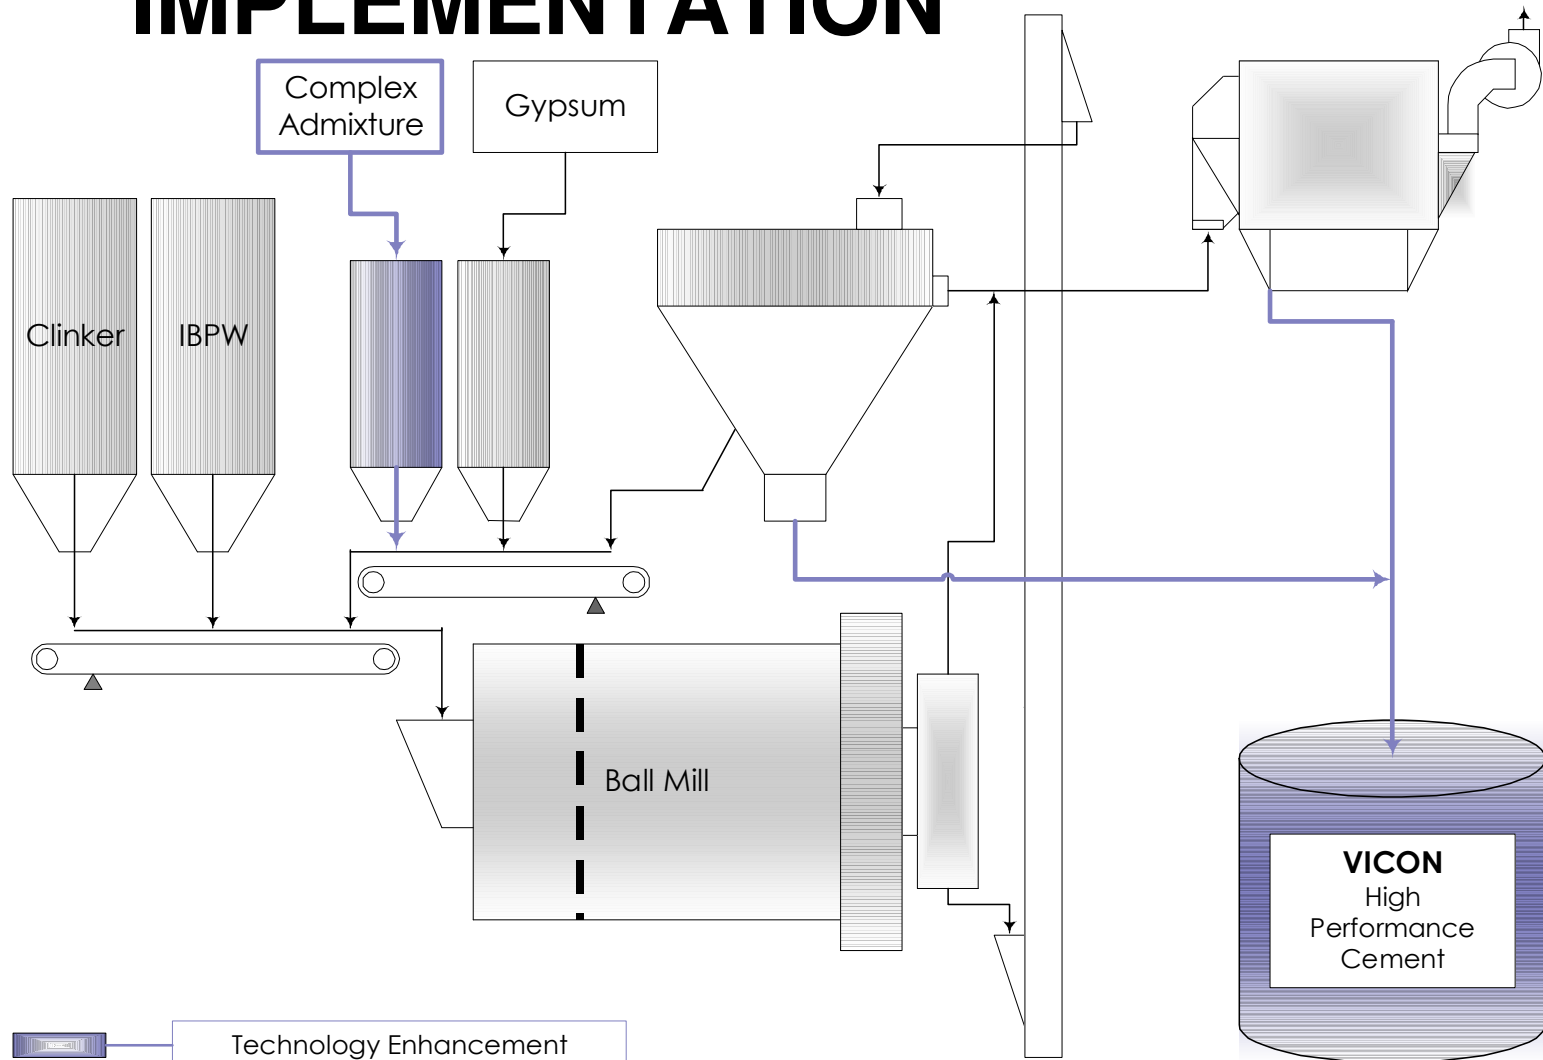 IMPLEMENTATION
Complex
Admixture
Gypsum
Clinker
IBPW
Ball Mill
VICON
High
Performance
Cement
Technology Enhancement